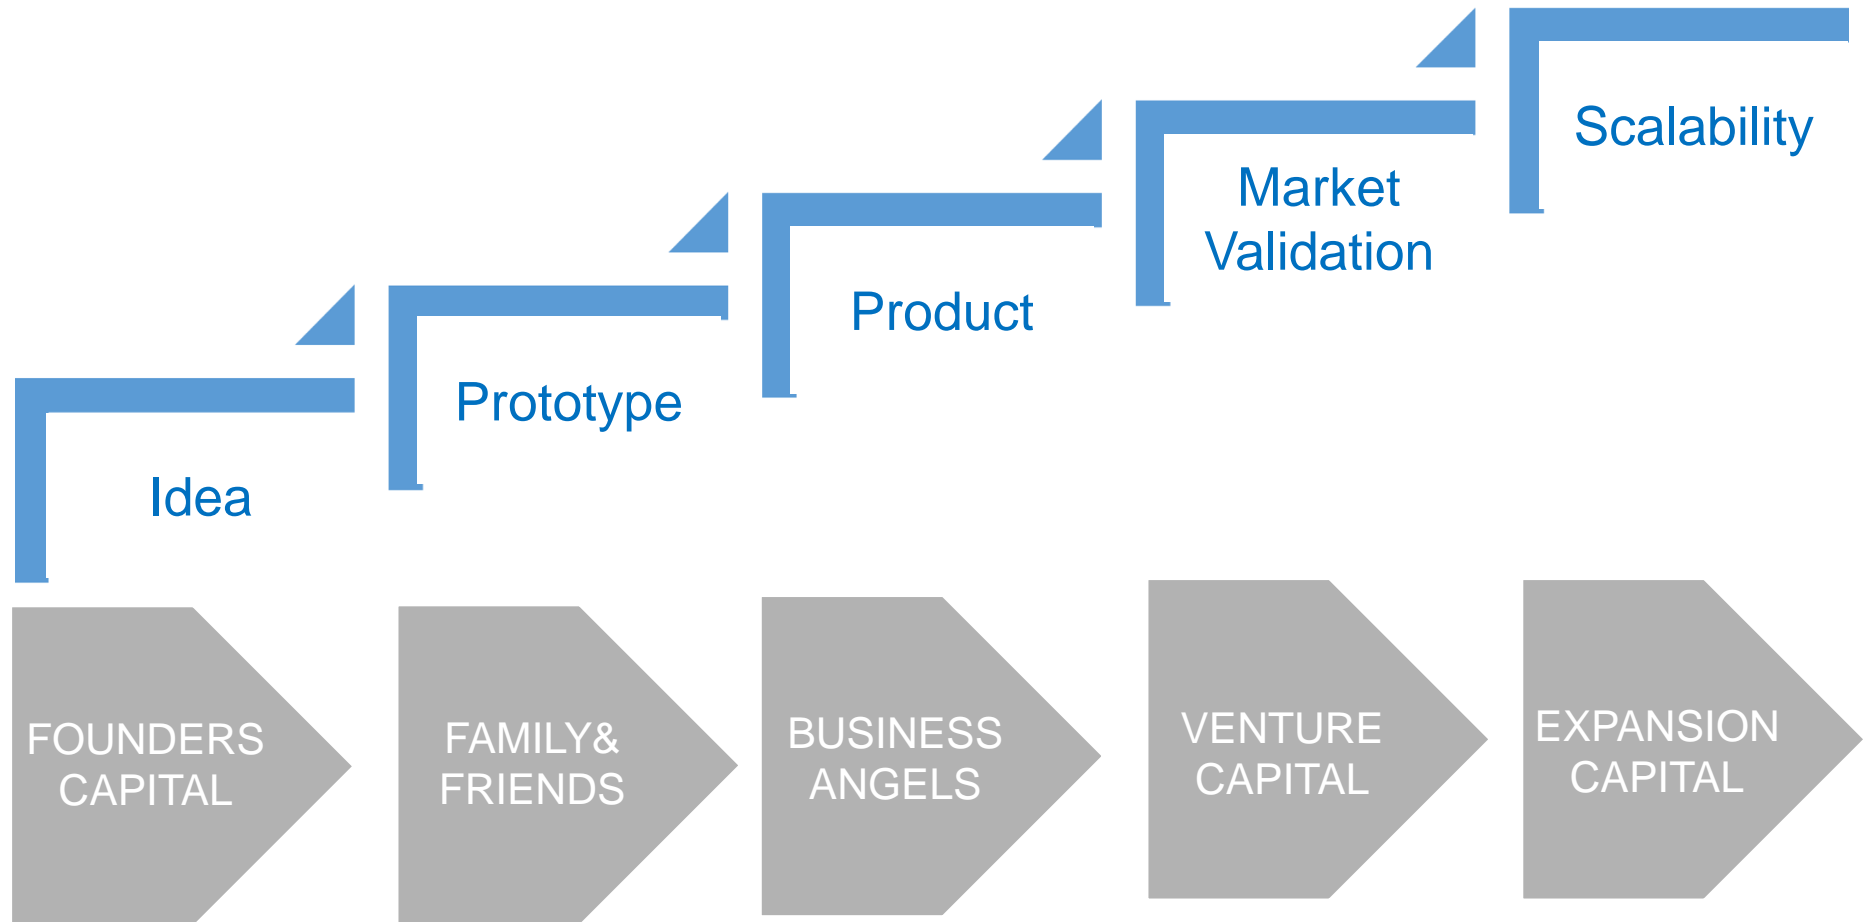 Idea
Prototype
Product
Market
Validation
Scalability
FOUNDERS
CAPITAL
FAMILY&
FRIENDS
BUSINESS
ANGELS
VENTURE
CAPITAL
EXPANSION
CAPITAL